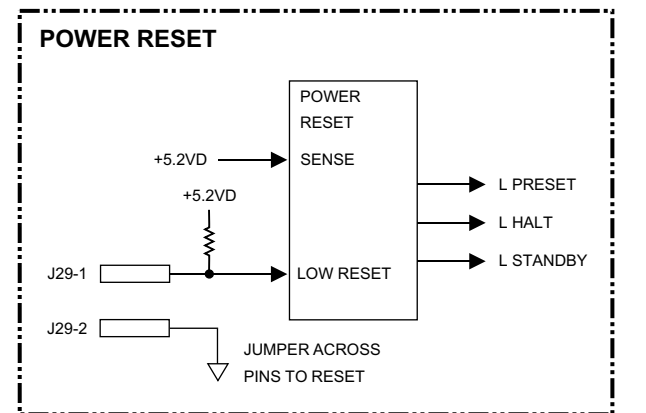 POWER RESET
POWER
RESET
+5.2VD
SENSE
+5.2VD
L PRESET
L HALT
L STANDBY
J29-1
LOW RESET
J29-2
JUMPER ACROSS
PINS TO RESET